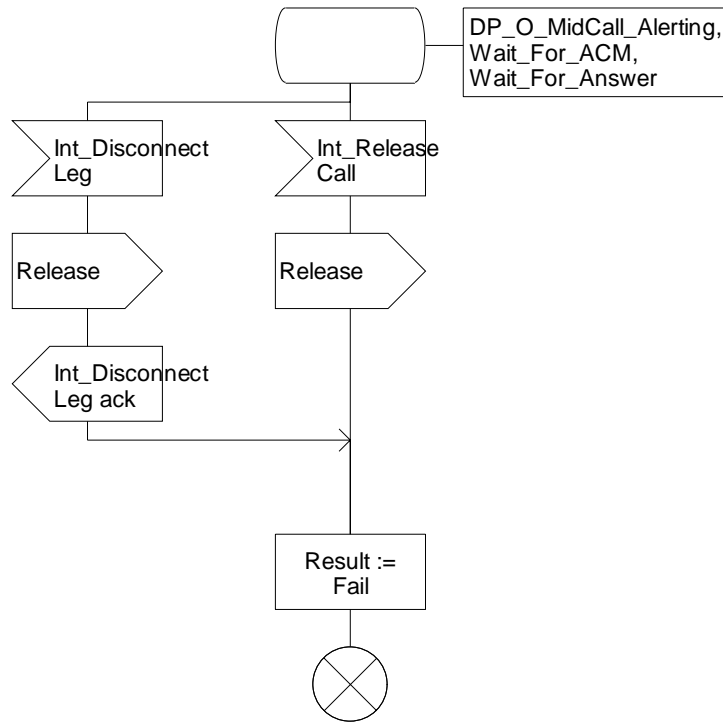 DP_O_MidCall_Alerting,
Wait_For_ACM,
Wait_For_Answer
Int_Disconnect
Leg
Int_Release
Call
Release
Release
Int_Disconnect
Leg ack
Result :=
Fail